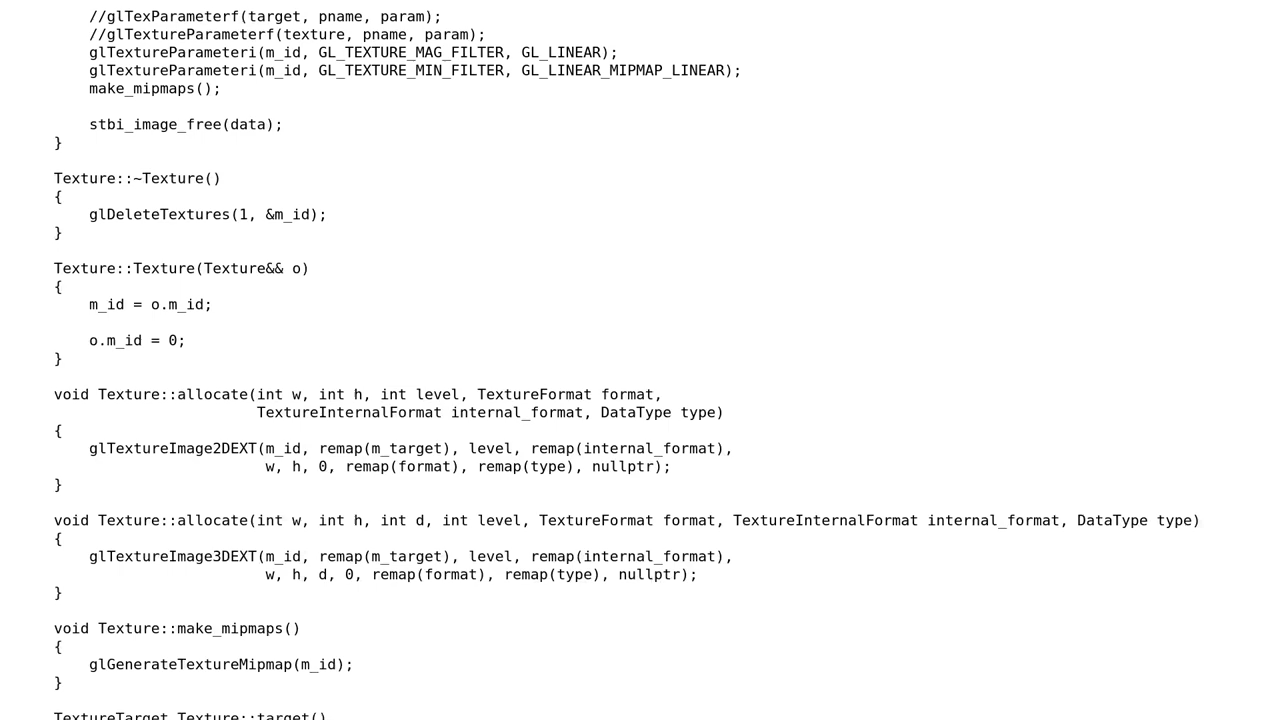 //glTexParameterf(target, pname, param);
//glTextureParameterf(texture, pname, param);
glTextureParameteri(m_id, GL_TEXTURE_MAG_FILTER, GL_LINEAR);
glTextureParameteri(m_id, GL_TEXTURE_MIN_FILTER, GL_LINEAR_MIPMAP_LINEAR);
make_mipmaps();
stbi_image_free(data);
}
Texture::~Texture()
{
glDeleteTextures(1, &m_id);
}
Texture::Texture(Texture&& o)
{
m_id = o.m_id;
o.m_id = 0;
}
void Texture::allocate(int w, int h, int level, TextureFormat format,
TextureInternalFormat internal_format, DataType type)
{
glTextureImage2DEXT(m_id, remap(m_target), level, remap(internal_format),
w, h, 0, remap(format), remap(type), nullptr);
}
void Texture::allocate(int w, int h, int d, int level, TextureFormat format, TextureInternalFormat internal_format, DataType type)
{
glTextureImage3DEXT(m_id, remap(m_target), level, remap(internal_format),
w, h, d, 0, remap(format), remap(type), nullptr);
}
void Texture::make_mipmaps()
{
glGenerateTextureMipmap(m_id);
}
TextureTarget Texture::target()